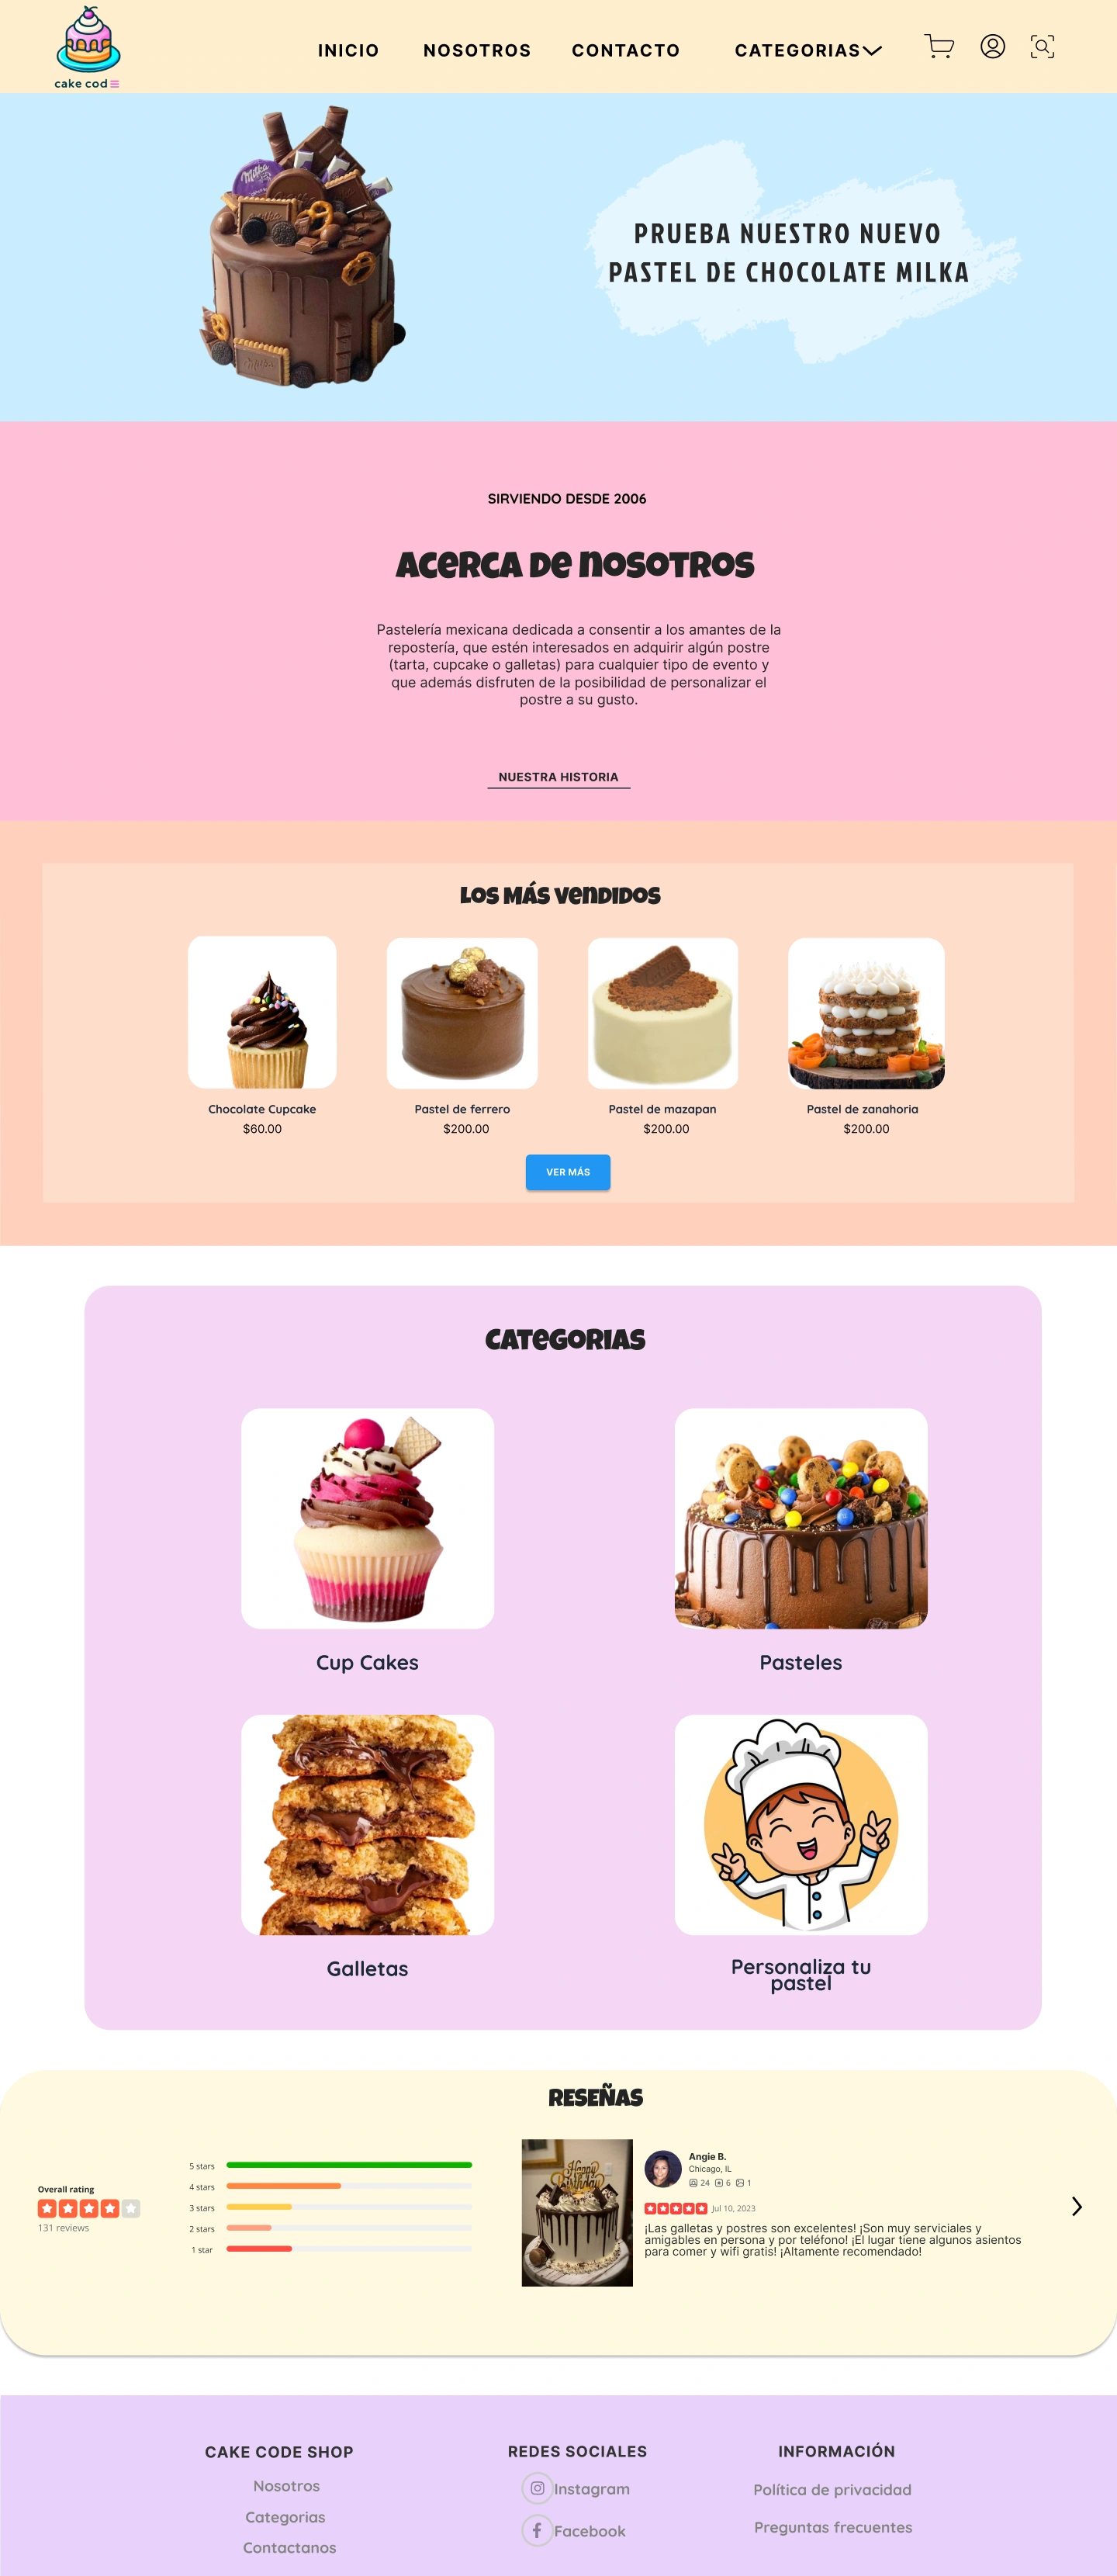 cake cod
INICIO NOSOTROS CONTACTO CATEGORIAS
Milka
PRUEBA NUESTRO NUEVO
PASTEL DE CHOCOLATE MILKA
SIRVIENDO DESDE 2006
Acerca de nosotros
Pastelería mexicana dedicada a consentir a los amantes de la
repostería, que estén interesados en adquirir algún postre
(tarta, cupcake o galletas) para cualquier tipo de evento y
que además disfruten de la posibilidad de personalizar el
postre a su gusto.
NUESTRA HISTORIA
Los más vendidos
Chocolate Cupcake
$60.00
Pastel de ferrero
$200.00
Pastel de mazapan
$200.00
Pastel de zanahoria
$200.00
VER MÁS
Categorias
Cup Cakes
Pasteles
Galletas
Personaliza tu
pastel
RESEÑAS
Overall rating
131 reviews
5 stars
4 stars
3 stars
2 stars
1 star
Happy
Birthday
Angie B.
Chicago, IL
24 6 1
Jul 10, 2023
¡Las galletas y postres son excelentes! ¡Son muy serviciales y
amigables en persona y por teléfono! ¡El lugar tiene algunos asientos
para comer y wifi gratis! ¡Altamente recomendado!
CAKE CODE SHOP
Nosotros
Categorias
Contactanos
REDES SOCIALES
Instagram
Facebook
INFORMACIÓN
Política de privacidad
Preguntas frecuentes